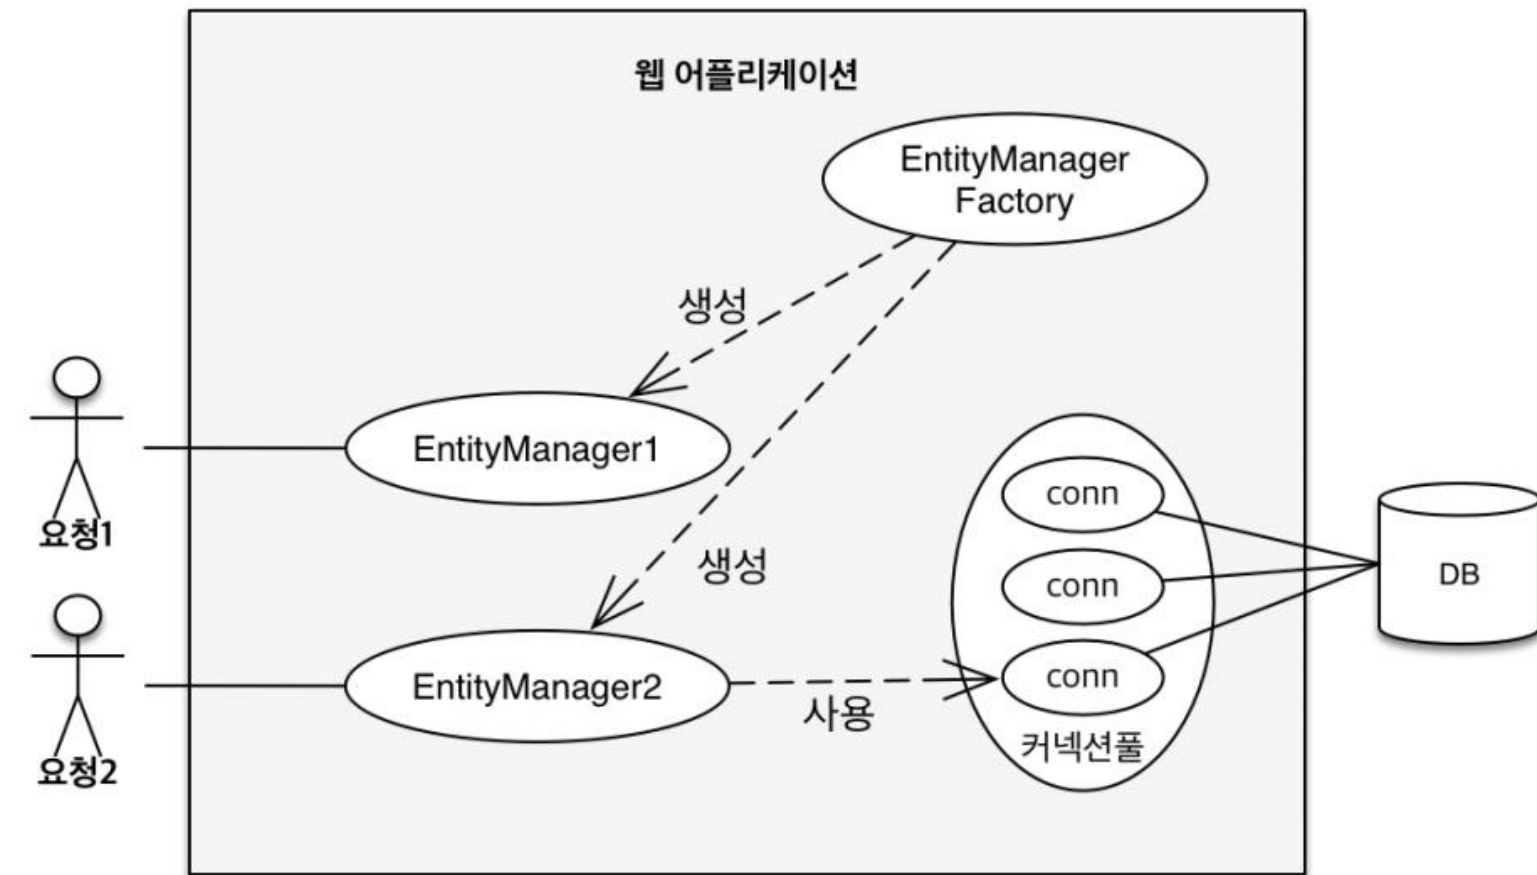 웹 어플리케이션
EntityManager
Factory
생성
EntityManager1
요청1
conn
conn
conn
커넥션풀
DB
생성
EntityManager2
사용
요청2